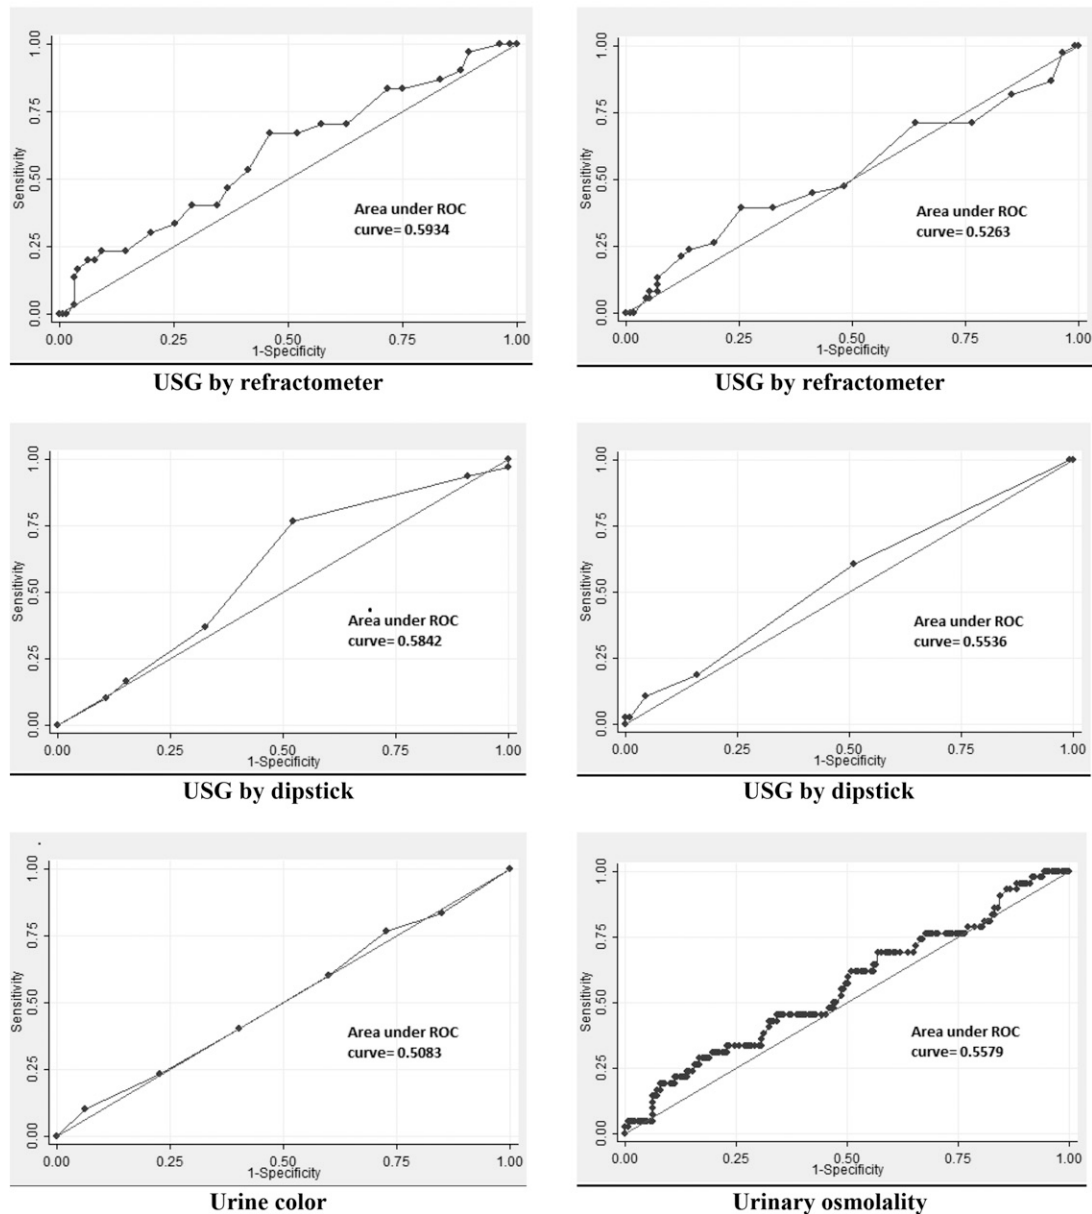 1.00
0.75
Sensitivity
0.50
0.25
0.00
Area under ROC
curve= 0.5934
0.00 0.25 0.50 0.75 1.00
1-Specificity
USG by refractometer
1.00
0.75
Sensitivity
0.50
0.25
0.00
Area under ROC
curve= 0.5263
0.00 0.25 0.50 0.75 1.00
1-Specificity
USG by refractometer
1.00
0.75
Sensitivity
0.50
0.25
0.00
Area under ROC
curve= 0.5842
0.00 0.25 0.50 0.75 1.00
1-Specificity
USG by dipstick
1.00
0.75
Sensitivity
0.50
0.25
0.00
Area under ROC
curve= 0.5536
0.00 0.25 0.50 0.75 1.00
1-Specificity
USG by dipstick
1.00
0.75
Sensitivity
0.50
0.25
0.00
Area under ROC
curve= 0.5083
0.00 0.25 0.50 0.75 1.00
1-Specificity
Urine color
1.00
0.75
Sensitivity
0.50
0.25
0.00
Area under ROC
curve= 0.5579
0.00 0.25 0.50 0.75 1.00
1-Specificity
Urinary osmolality